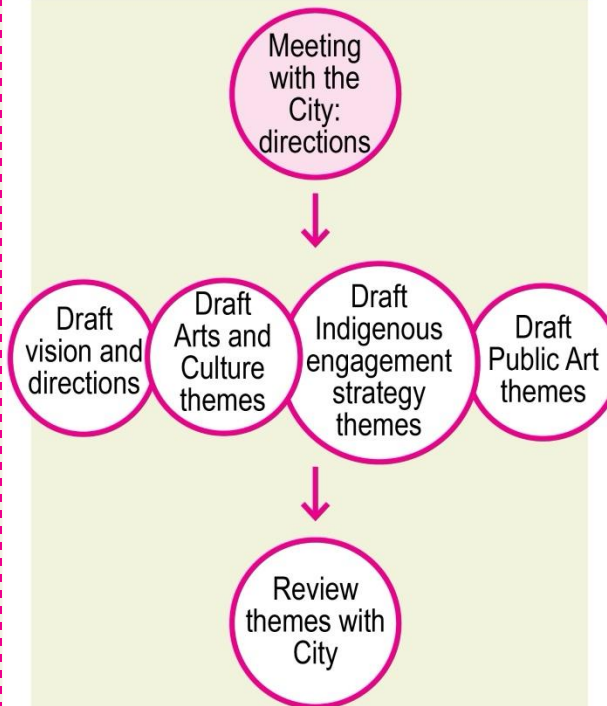 Meeting
with the
City:
directions
Draft
vision and
directions
Draft
Arts and
Culture
themes
Draft
Indigenous
engagement
strategy
themes
Draft
Public Art
themes
Review
themes with
City